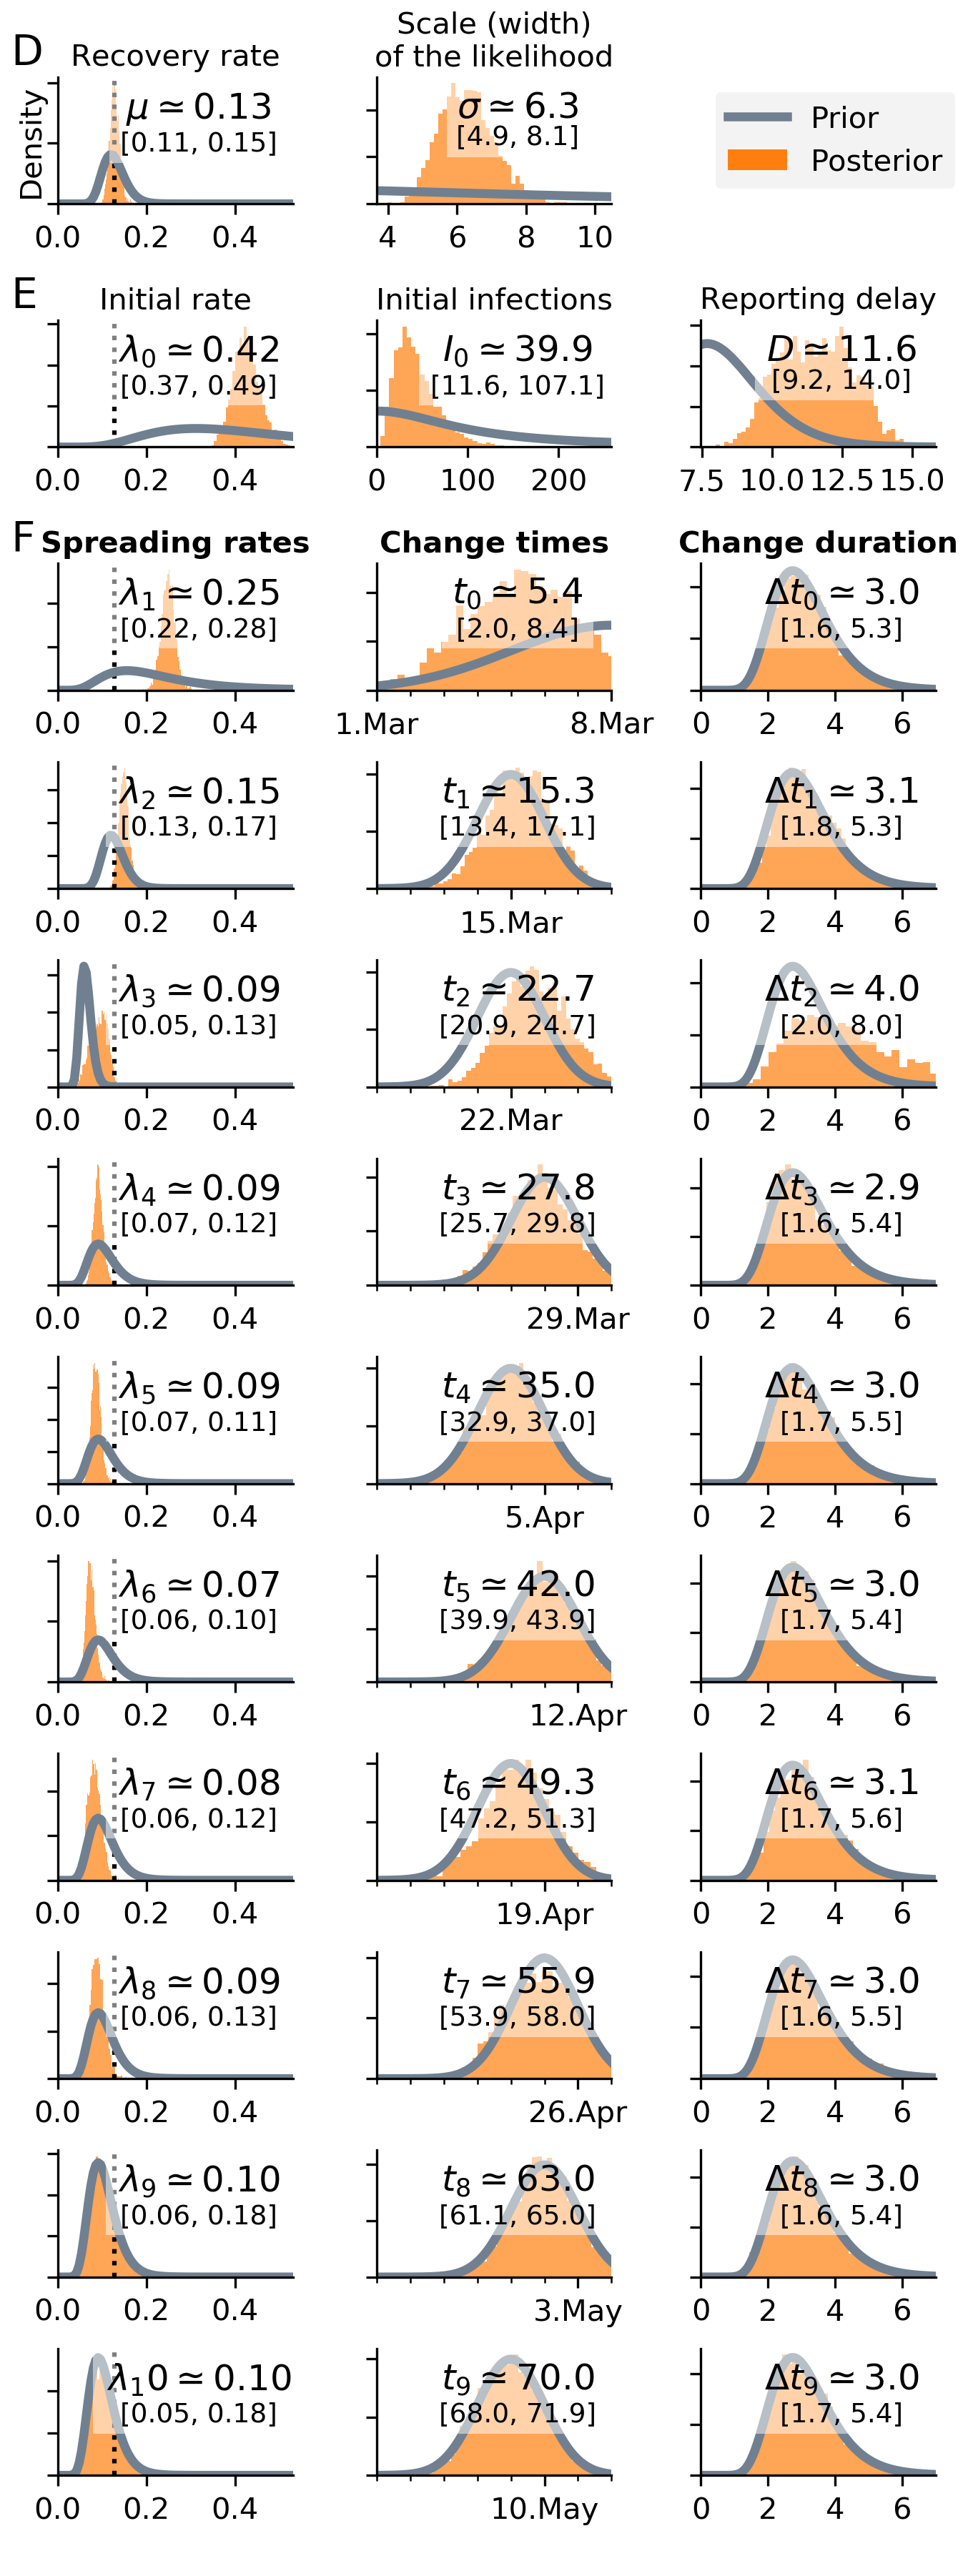 D
Recovery rate
Scale (width)
of the likelihood
Density
μ ≃ 0.13
[0.11, 0.15]
0.0 0.2 0.4
σ ≃ 6.3
[4.9, 8.1]
4 6 8 10
Prior
Posterior
E
Initial rate
λ₀ ≃ 0.42
[0.37, 0.49]
0.0 0.2 0.4
Initial infections
I₀ ≃ 39.9
[11.6, 107.1]
0 100 200
Reporting delay
D ≃ 11.6
[9.2, 14.0]
7.5 10.0 12.5 15.0
F
Spreading rates
Change times
Change duration
λ₁ ≃ 0.25
[0.22, 0.28]
0.0 0.2 0.4
t₀ ≃ 5.4
[2.0, 8.4]
1.Mar 8.Mar
Δt₀ ≃ 3.0
[1.6, 5.3]
0 2 4 6
λ₂ ≃ 0.15
[0.13, 0.17]
0.0 0.2 0.4
t₁ ≃ 15.3
[13.4, 17.1]
15.Mar
Δt₁ ≃ 3.1
[1.8, 5.3]
0 2 4 6
λ₃ ≃ 0.09
[0.05, 0.13]
0.0 0.2 0.4
t₂ ≃ 22.7
[20.9, 24.7]
22.Mar
Δt₂ ≃ 4.0
[2.0, 8.0]
0 2 4 6
λ₄ ≃ 0.09
[0.07, 0.12]
0.0 0.2 0.4
t₃ ≃ 27.8
[25.7, 29.8]
29.Mar
Δt₃ ≃ 2.9
[1.6, 5.4]
0 2 4 6
λ₅ ≃ 0.09
[0.07, 0.11]
0.0 0.2 0.4
t₄ ≃ 35.0
[32.9, 37.0]
5.Apr
Δt₄ ≃ 3.0
[1.7, 5.5]
0 2 4 6
λ₆ ≃ 0.07
[0.06, 0.10]
0.0 0.2 0.4
t₅ ≃ 42.0
[39.9, 43.9]
12.Apr
Δt₅ ≃ 3.0
[1.7, 5.4]
0 2 4 6
λ₇ ≃ 0.08
[0.06, 0.12]
0.0 0.2 0.4
t₆ ≃ 49.3
[47.2, 51.3]
19.Apr
Δt₆ ≃ 3.1
[1.7, 5.6]
0 2 4 6
λ₈ ≃ 0.09
[0.06, 0.13]
0.0 0.2 0.4
t₇ ≃ 55.9
[53.9, 58.0]
26.Apr
Δt₇ ≃ 3.0
[1.6, 5.5]
0 2 4 6
λ₉ ≃ 0.10
[0.06, 0.18]
0.0 0.2 0.4
t₈ ≃ 63.0
[61.1, 65.0]
3.May
Δt₈ ≃ 3.0
[1.6, 5.4]
0 2 4 6
λ₁0 ≃ 0.10
[0.05, 0.18]
0.0 0.2 0.4
t₉ ≃ 70.0
[68.0, 71.9]
10.May
Δt₉ ≃ 3.0
[1.7, 5.4]
0 2 4 6